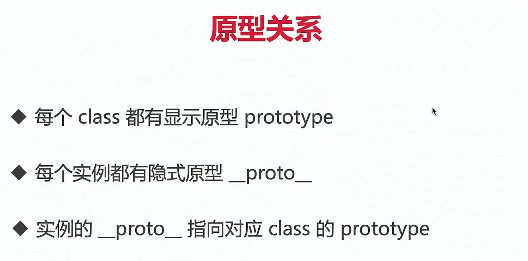 原型关系
◆ 每个 class 都有显示原型 prototype
◆ 每个实例都有隐式原型 __proto__
◆ 实例的 __proto__ 指向对应 class 的 prototype